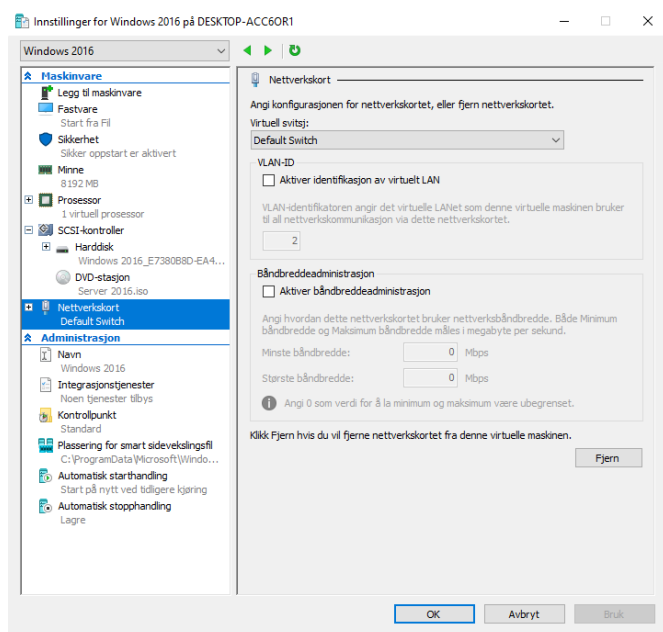 Innstillinger for Windows 2016 på DESKTOP-ACC6OR1
Windows 2016
Maskinvare
Legg til maskinvare
Fastvare
Start fra Fil
Sikkerhet
Sikker oppstart er aktivert
Minne
8192 MB
Prosessor
1 virtuell prosessor
SCSI-kontroller
Harddisk
Windows 2016_E7380B8D-EA4...
DVD-stasjon
Server 2016.iso
Nettverkskort
Default Switch
Administrasjon
Navn
Windows 2016
Integrasjonstjenester
Noen tjenester tilbys
Kontrollpunkt
Standard
Plassering for smart sidevekslingsfil
C:\ProgramData\Microsoft\Windo...
Automatisk starthandling
Start på nytt ved tidligere kjøring
Automatisk stopphandling
Lagre
Nettverkskort
Angi konfigurasjonen for nettverkskortet, eller fjern nettverkskortet.
Virtuell svitsj:
Default Switch
VLAN-ID
Aktiver identifikasjon av virtuelt LAN
VLAN-identifikatoren angir det virtuelle LANet som denne virtuelle maskinen bruker
til all nettverkskommunikasjon via dette nettverkskortet.
2
Båndbreddeadministrasjon
Aktiver båndbreddeadministrasjon
Angi hvordan dette nettverkskortet bruker nettverksbåndbredde. Både Minimum
båndbredde og Maksimum båndbredde måles i megabyte per sekund.
Minste båndbredde: 0 Mbps
Største båndbredde: 0 Mbps
Angi 0 som verdi for å la minimum og maksimum være ubegrenset.
Klikk Fjern hvis du vil fjerne nettverkskortet fra denne virtuelle maskinen.
Fjern
OK Avbryt Bruk